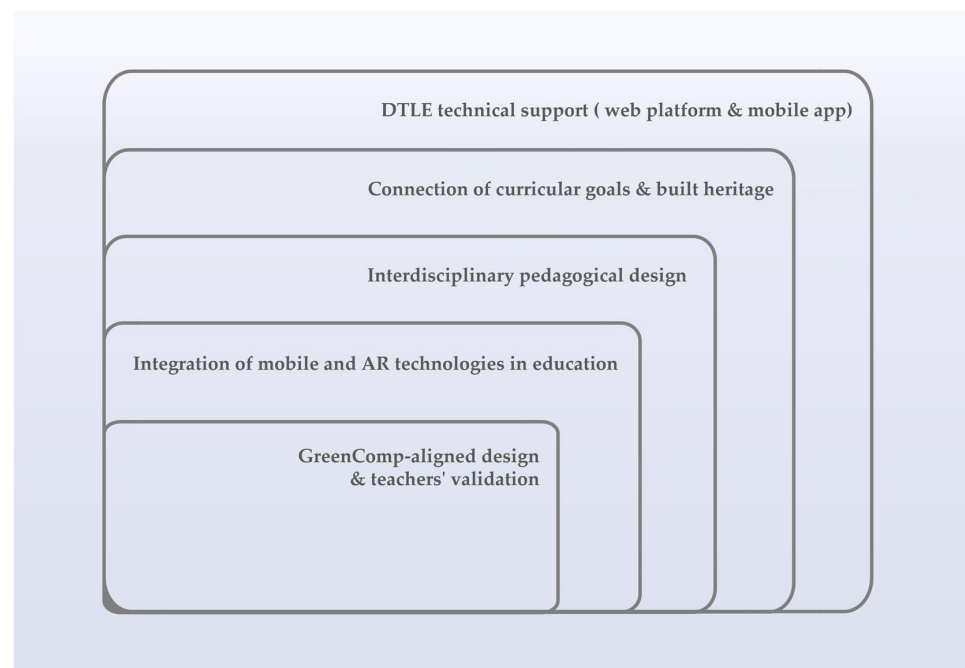 DTLE technical support ( web platform & mobile app)
Connection of curricular goals & built heritage
Interdisciplinary pedagogical design
Integration of mobile and AR technologies in education
GreenComp-aligned design
& teachers' validation